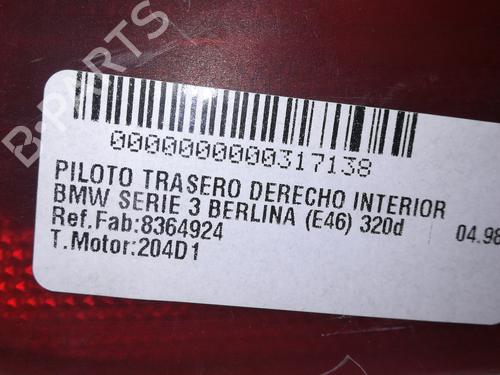 B-PARTS
0000000000317138
PILOTO TRASERO DERECHO INTERIOR
BMW SERIE 3 BERLINA (E46) 320d 04.98
Ref.Fab:8364924
T.Motor:204D1